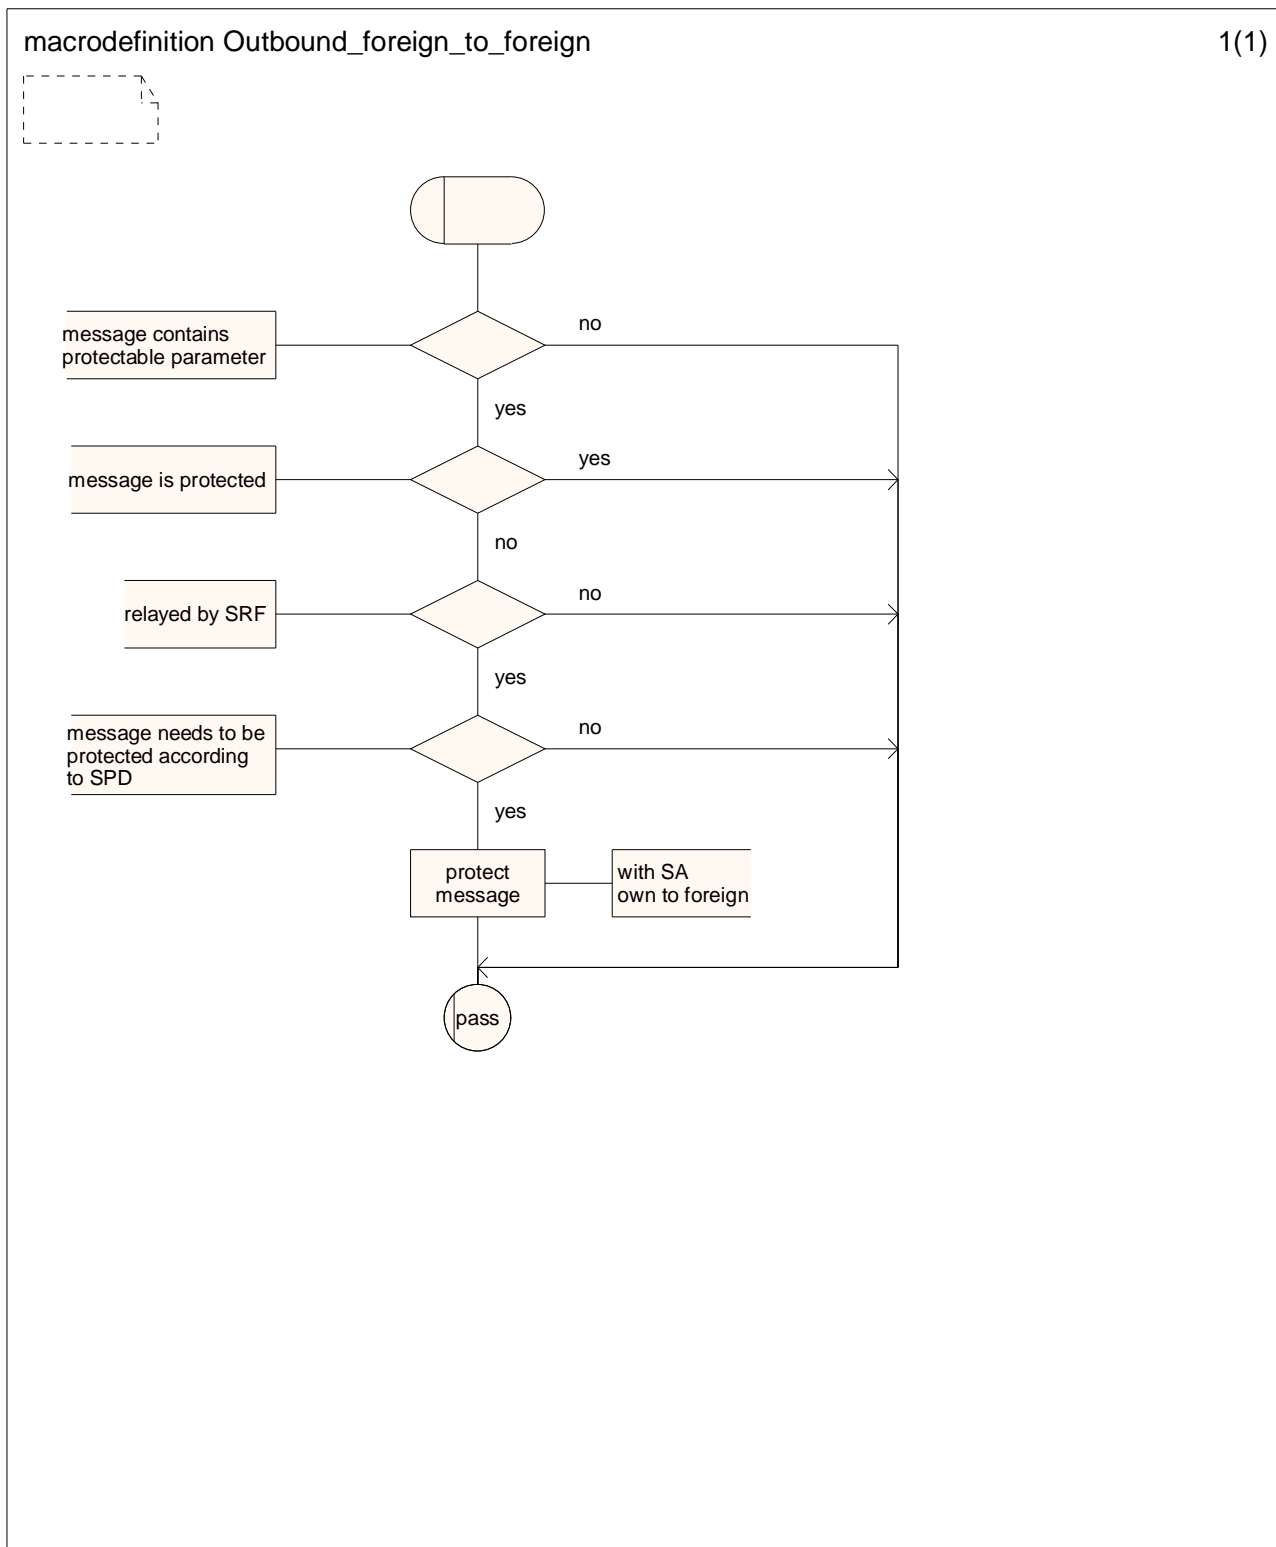 macrodefinition Outbound_foreign_to_foreign
1(1)
message contains
protectable parameter
no
yes
message is protected
yes
no
relayed by SRF
no
yes
message needs to be
protected according
to SPD
no
yes
protect
message
with SA
own to foreign
pass